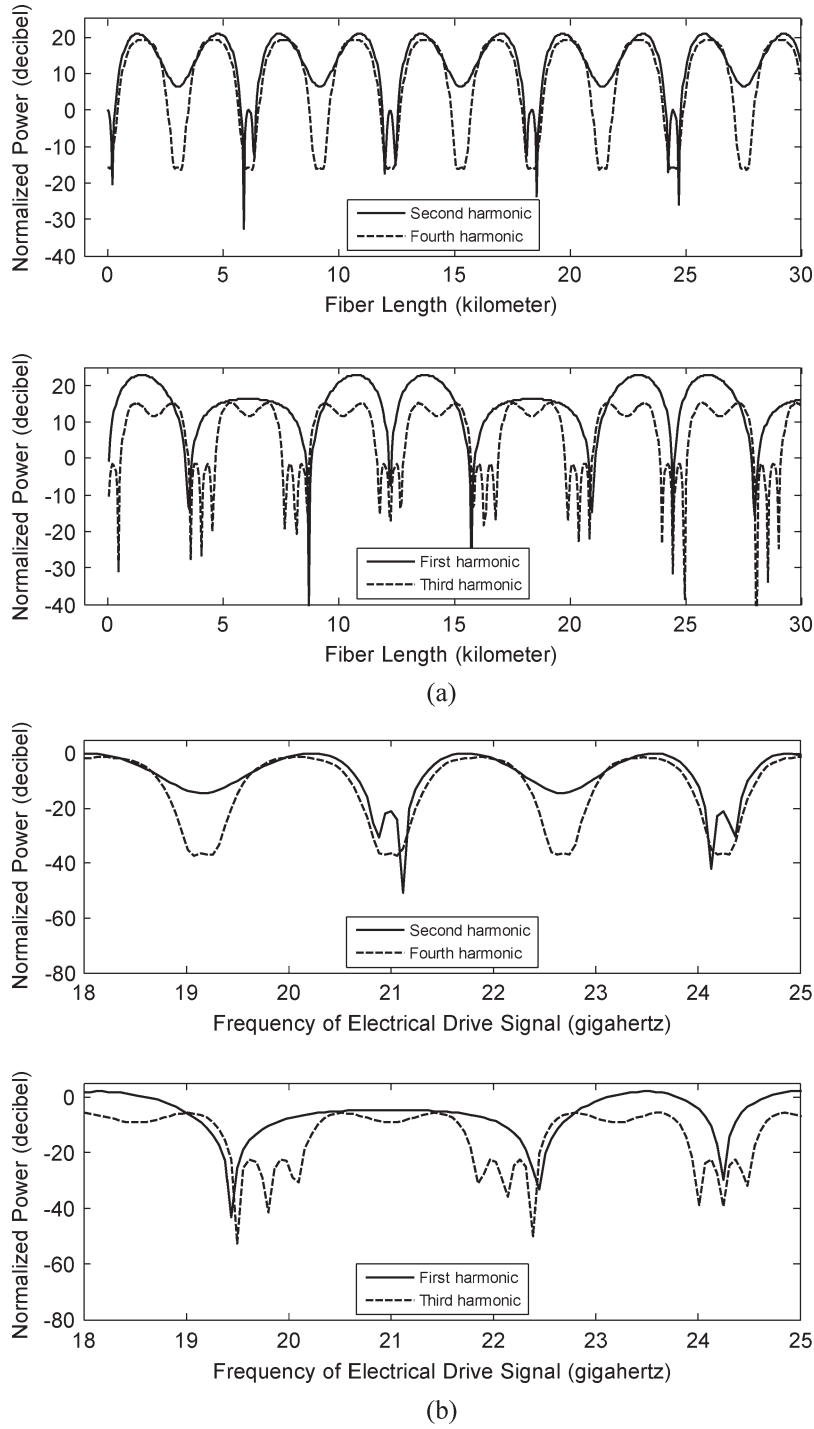 Normalized Power (decibel)
20
10
0
-10
-20
-30
-40
Second harmonic
Fourth harmonic
0 5 10 15 20 25 30
Fiber Length (kilometer)
Normalized Power (decibel)
20
10
0
-10
-20
-30
-40
First harmonic
Third harmonic
0 5 10 15 20 25 30
Fiber Length (kilometer)
(a)
Normalized Power (decibel)
0
-20
-40
-60
-80
Second harmonic
Fourth harmonic
18 19 20 21 22 23 24 25
Frequency of Electrical Drive Signal (gigahertz)
Normalized Power (decibel)
0
-20
-40
-60
-80
First harmonic
Third harmonic
18 19 20 21 22 23 24 25
Frequency of Electrical Drive Signal (gigahertz)
(b)